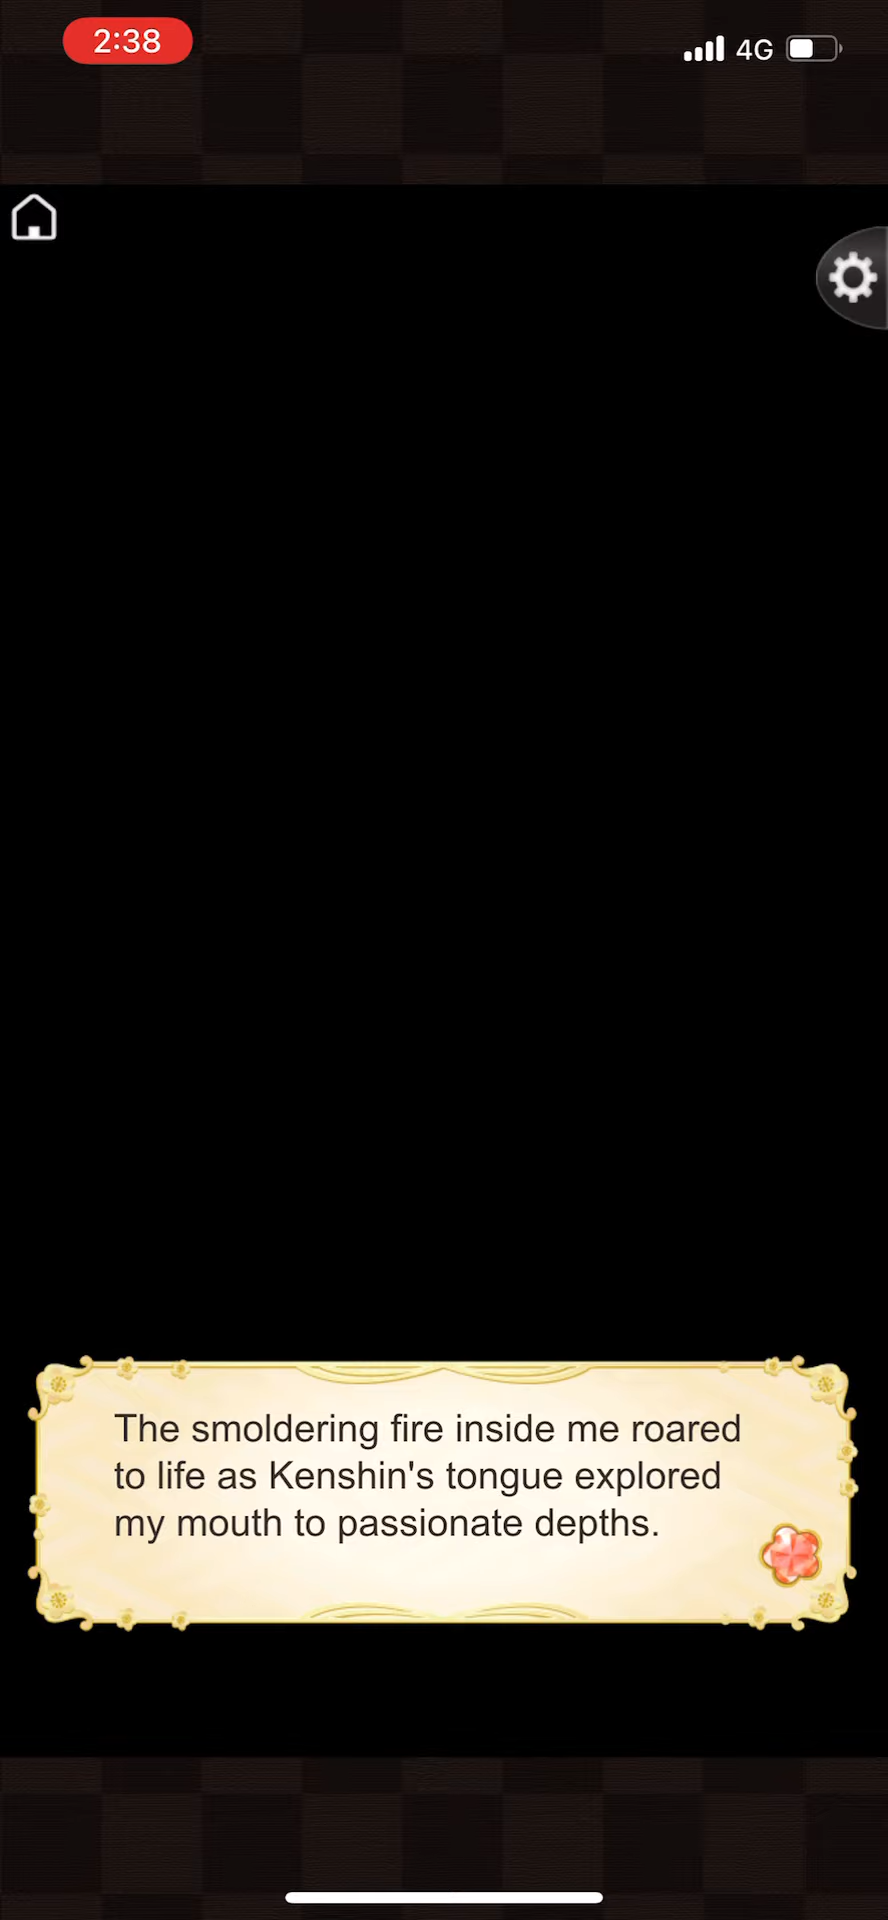 2:38
4G
The smoldering fire inside me roared
to life as Kenshin's tongue explored
my mouth to passionate depths.